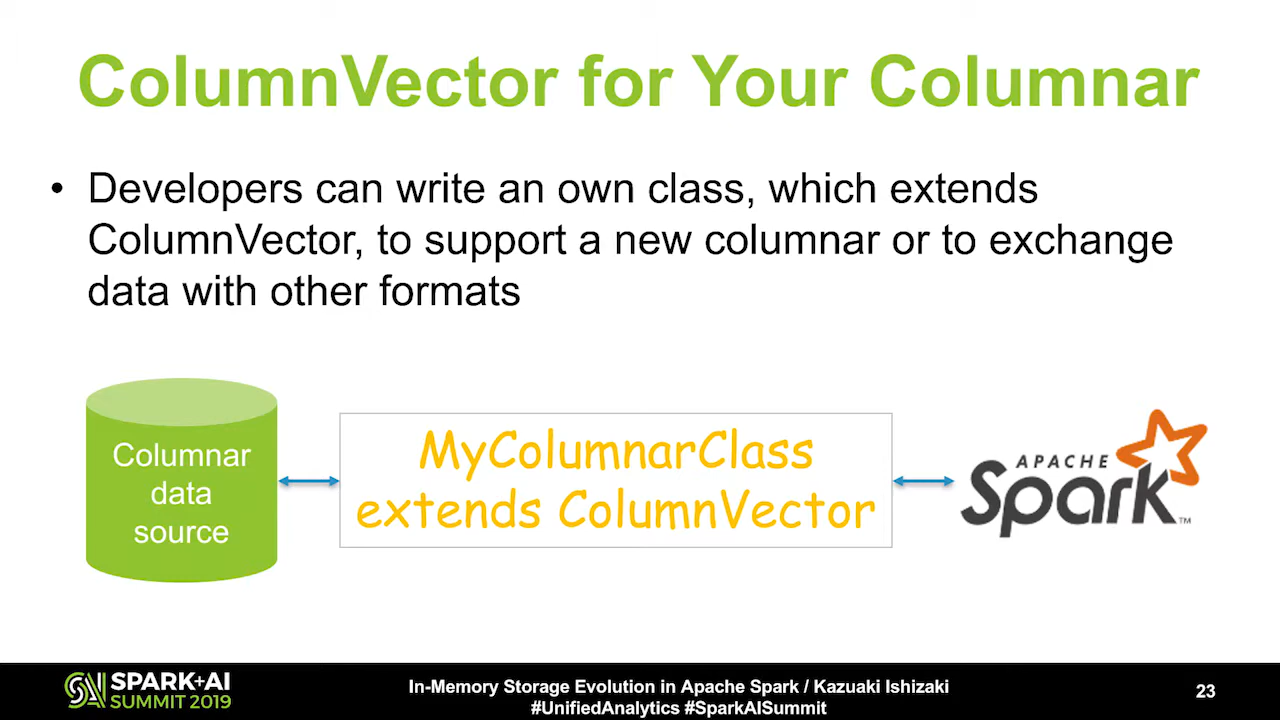 ColumnVector for Your Columnar
• Developers can write an own class, which extends
ColumnVector, to support a new columnar or to exchange
data with other formats
Columnar
data
source
MyColumnarClass
extends ColumnVector
APACHE
Spark™
SPARK+AI
SUMMIT 2019
In-Memory Storage Evolution in Apache Spark / Kazuaki Ishizaki
#UnifiedAnalytics #SparkAISummit
23